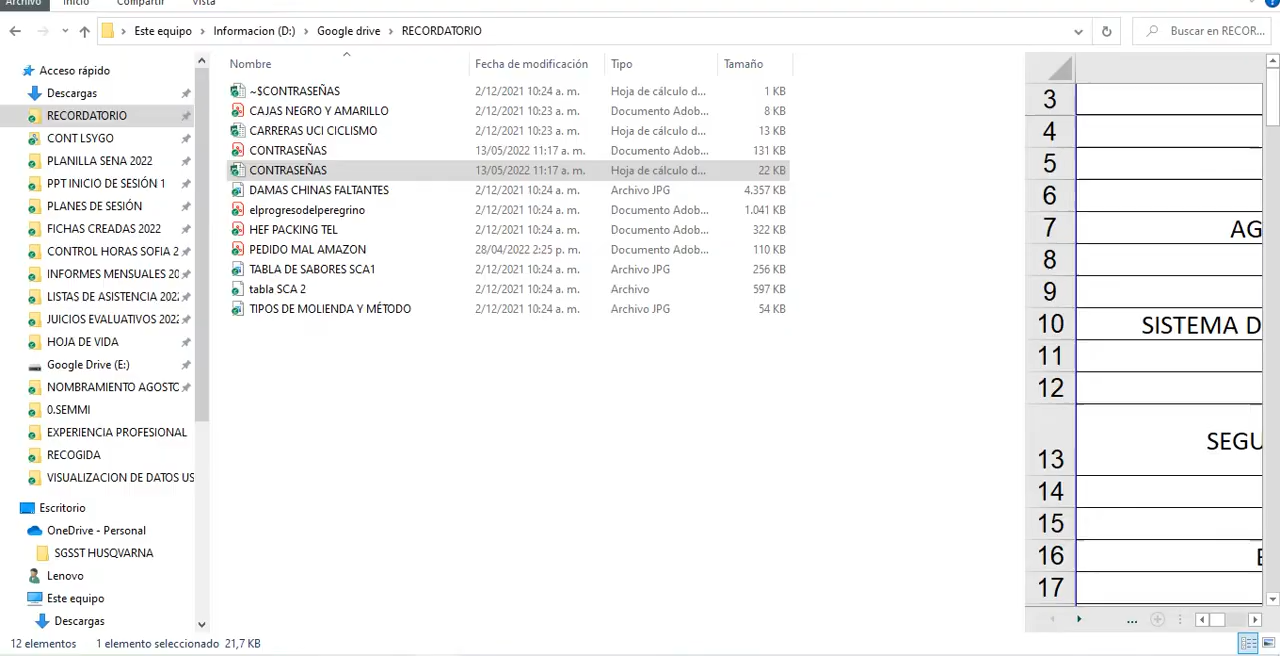 Archivo Inicio Compartir Vista
Este equipo > Informacion (D:) > Google drive > RECORDATORIO
Buscar en RECOR...
Acceso rápido
Descargas
RECORDATORIO
CONT LSYGO
PLANILLA SENA 2022
PPT INICIO DE SESIÓN 1
PLANES DE SESIÓN
FICHAS CREADAS 2022
CONTROL HORAS SOFIA 2
INFORMES MENSUALES 20
LISTAS DE ASISTENCIA 202
JUICIOS EVALUATIVOS 2022
HOJA DE VIDA
Google Drive (E:)
NOMBRAMIENTO AGOSTO
0.SEMMI
EXPERIENCIA PROFESIONAL
RECOGIDA
VISUALIZACION DE DATOS US
Escritorio
OneDrive - Personal
SGSST HUSQVARNA
Lenovo
Este equipo
Descargas
Nombre Fecha de modificación Tipo Tamaño
~$CONTRASEÑAS 2/12/2021 10:24 a. m. Hoja de cálculo d... 1 KB
CAJAS NEGRO Y AMARILLO 2/12/2021 10:23 a. m. Documento Adob... 8 KB
CARRERAS UCI CICLISMO 2/12/2021 10:23 a. m. Hoja de cálculo d... 13 KB
CONTRASEÑAS 13/05/2022 11:17 a. m. Documento Adob... 131 KB
CONTRASEÑAS 13/05/2022 11:17 a. m. Hoja de cálculo d... 22 KB
DAMAS CHINAS FALTANTES 2/12/2021 10:24 a. m. Archivo JPG 4.357 KB
elprogresodelperegrino 2/12/2021 10:24 a. m. Documento Adob... 1.041 KB
HEF PACKING TEL 2/12/2021 10:24 a. m. Documento Adob... 322 KB
PEDIDO MAL AMAZON 28/04/2022 2:25 p. m. Documento Adob... 110 KB
TABLA DE SABORES SCA1 2/12/2021 10:24 a. m. Archivo JPG 256 KB
tabla SCA 2 2/12/2021 10:24 a. m. Archivo 597 KB
TIPOS DE MOLIENDA Y MÉTODO 2/12/2021 10:24 a. m. Archivo JPG 54 KB
3
4
5
6
7 AG
8
9
10 SISTEMA D
11
12
13 SEGU
14
15
16
17
...
12 elementos 1 elemento seleccionado 21,7 KB